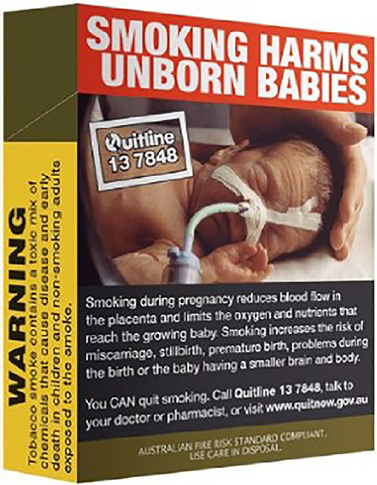 SMOKING HARMS
UNBORN BABIES
Quitline
13 7848
Smoking during pregnancy reduces blood flow in
the placenta and limits the oxygen and nutrients that
reach the growing baby. Smoking increases the risk of
miscarriage, stillbirth, premature birth, problems during
the birth or the baby having a smaller brain and body.
You CAN quit smoking. Call Quitline 13 7848, talk to
your doctor or pharmacist, or visit www.quitnow.gov.au
AUSTRALIAN FIRE RISK STANDARD COMPLIANT.
USE CARE IN DISPOSAL.
WARNING
Tobacco smoke contains a toxic mix of
chemicals that cause disease and early
death in children and non-smoking adults
exposed to the smoke.